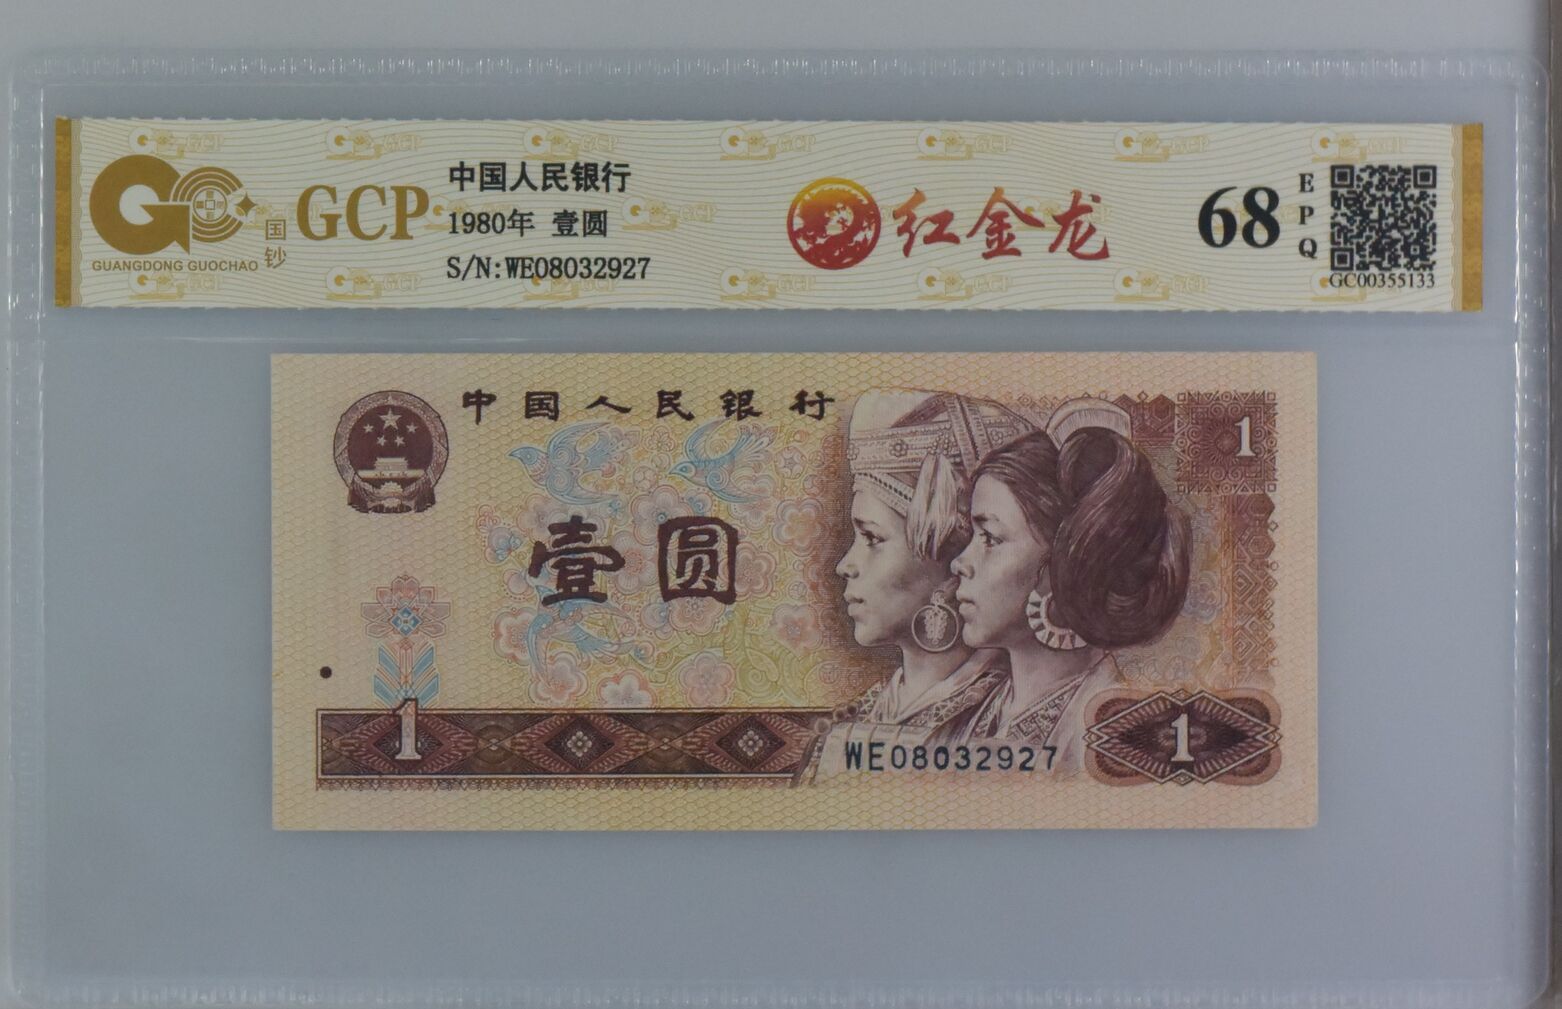 GUANGDONG GUOCHAO
国钞
GCP
中国人民银行
1980年 壹圆
S/N:WE08032927
红金龙
68
EPQ
GC00355133
中国人民银行
1
壹圆
1
WE08032927
1